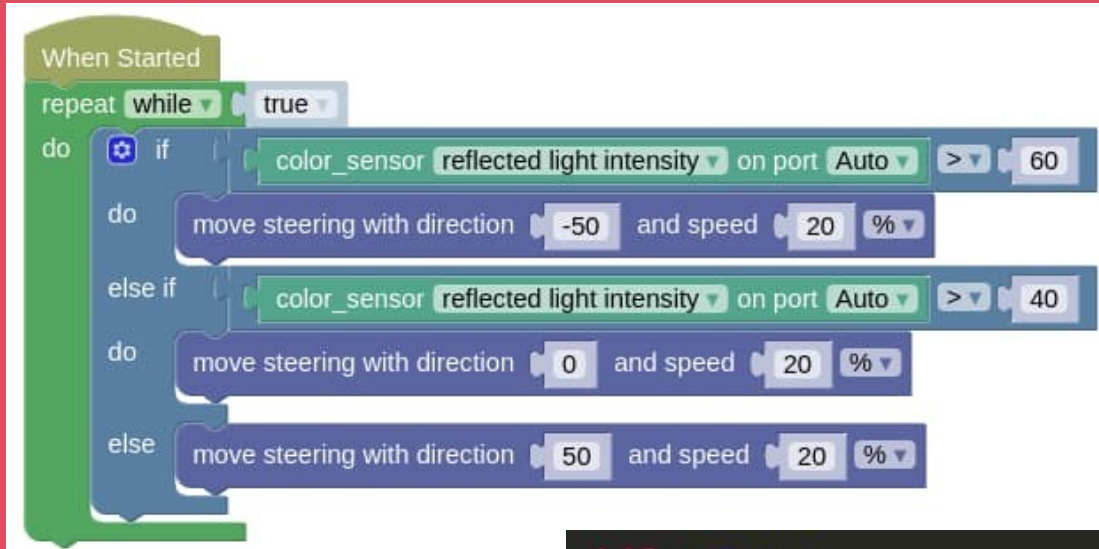 When Started
repeat while true
do if color_sensor reflected light intensity on port Auto > 60
do move steering with direction -50 and speed 20 %
else if color_sensor reflected light intensity on port Auto > 40
do move steering with direction 0 and speed 20 %
else move steering with direction 50 and speed 20 %